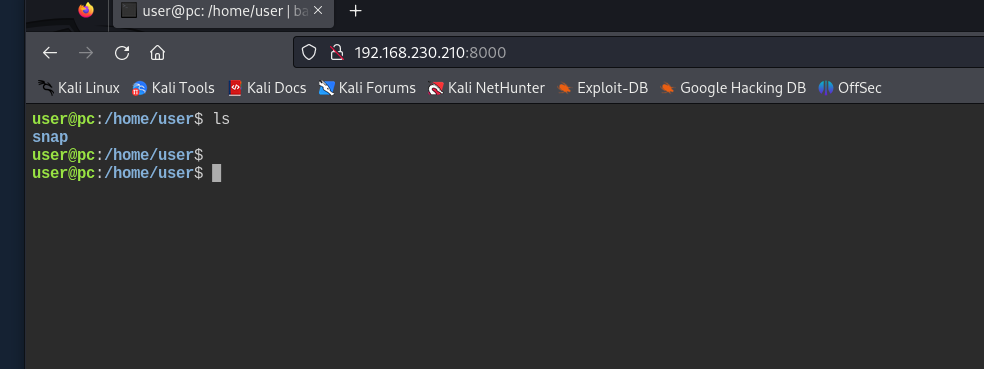 user@pc: /home/user | ba
192.168.230.210:8000
Kali Linux Kali Tools Kali Docs Kali Forums Kali NetHunter Exploit-DB Google Hacking DB OffSec
user@pc:/home/user$ ls
snap
user@pc:/home/user$
user@pc:/home/user$